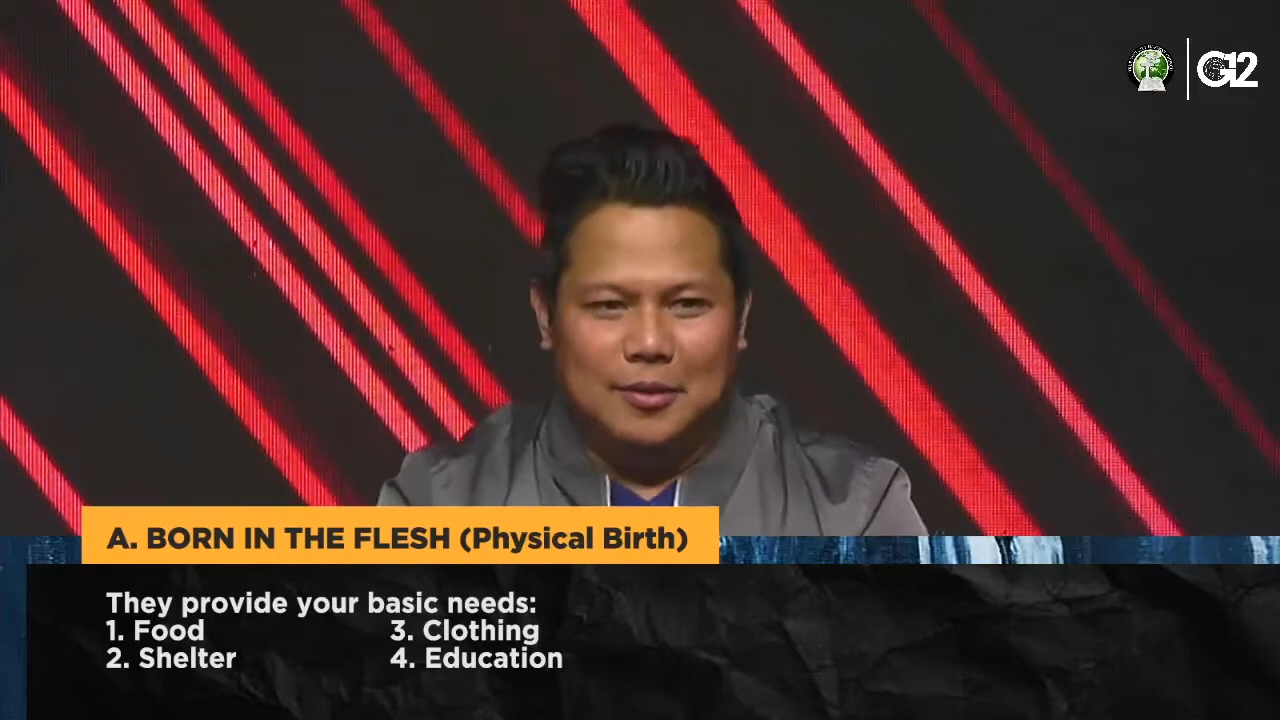 G12
A. BORN IN THE FLESH (Physical Birth)
They provide your basic needs:
1. Food 3. Clothing
2. Shelter 4. Education